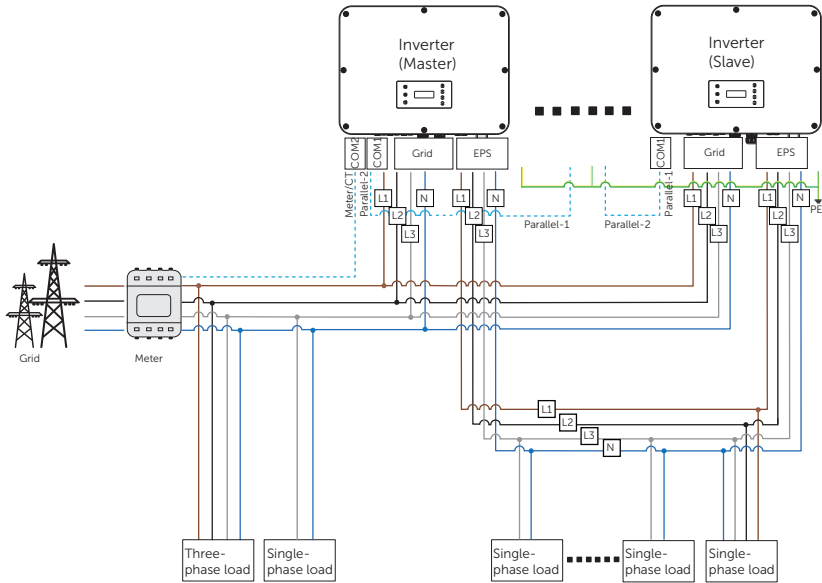 Inverter
(Master)
Inverter
(Slave)
COM2
COM1
Grid
EPS
COM1
Grid
EPS
Meter/CT
Parallel-2
Parallel-1
L1
L2
L3
N
L1
L2
L3
N
L1
L2
L3
N
L1
L2
L3
N
PE
Parallel-1
Parallel-2
Grid
Meter
L1
L2
L3
N
Three-
phase load
Single-
phase load
Single-
phase load
Single-
phase load
Single-
phase load